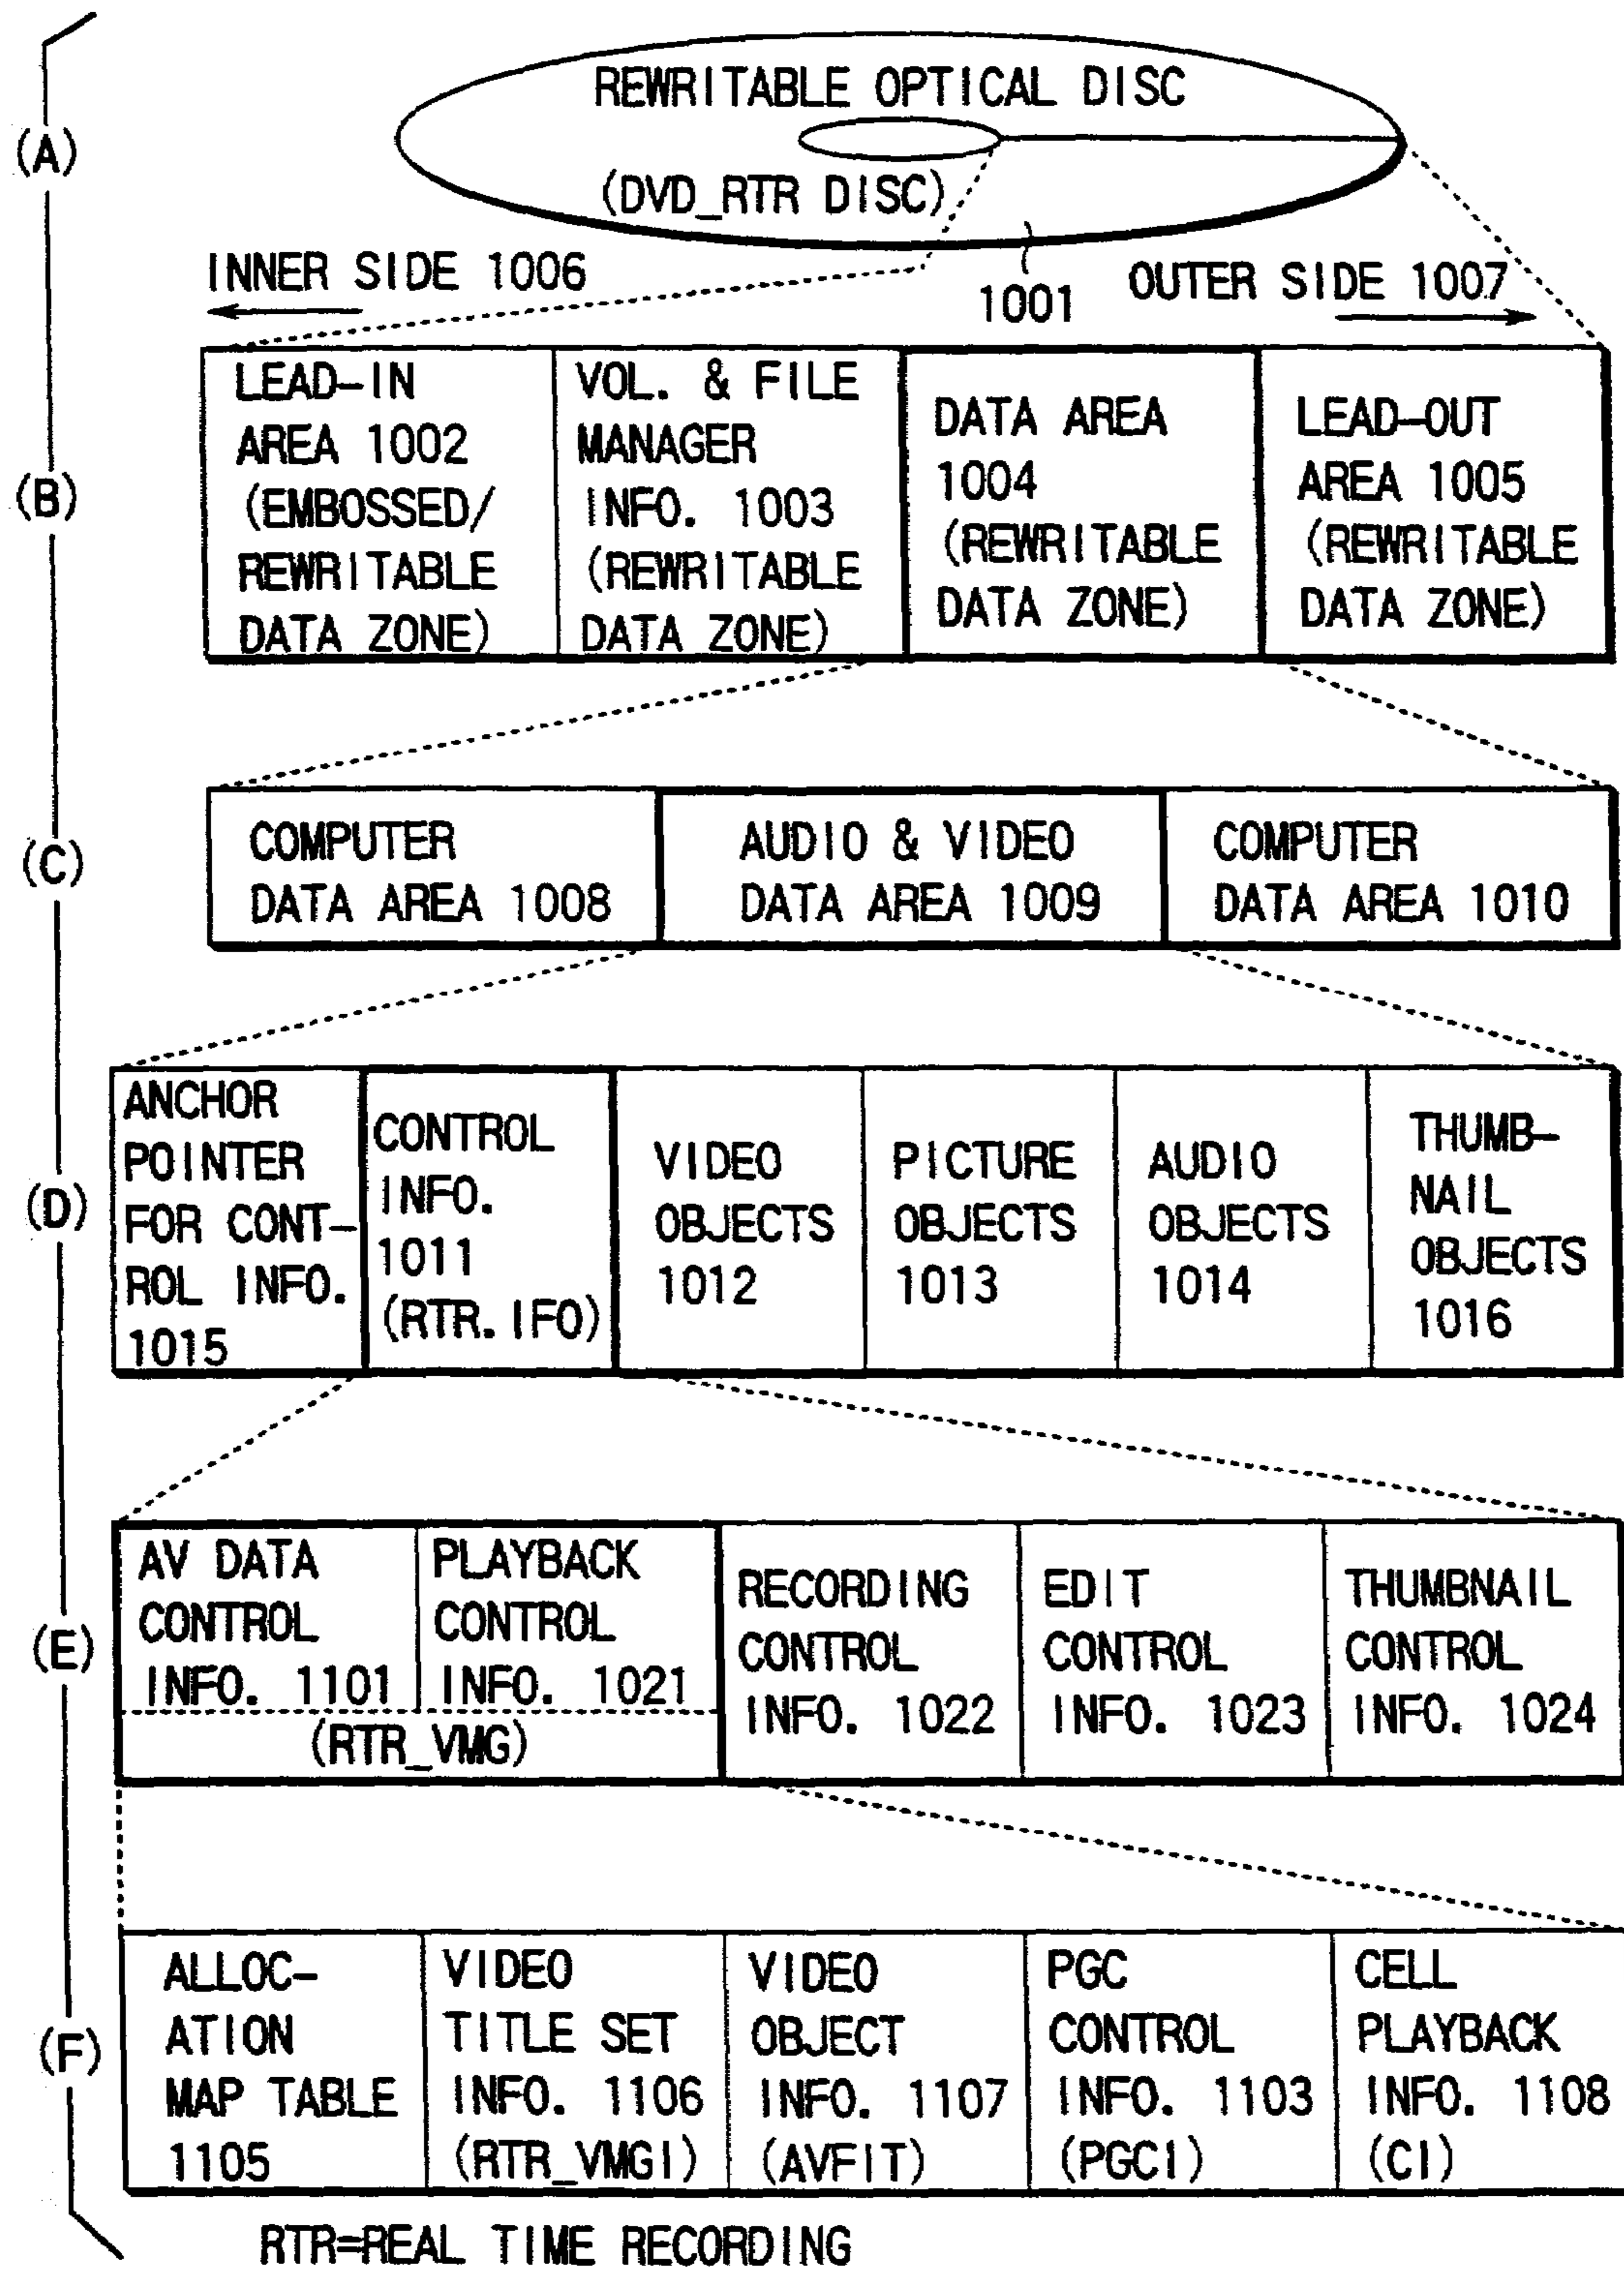 (A)
REWRITABLE OPTICAL DISC
(DVD_RTR DISC)
INNER SIDE 1006
1001
OUTER SIDE 1007
(B)
LEAD-IN
AREA 1002
(EMBOSSED/
REWRITABLE
DATA ZONE)
VOL. & FILE
MANAGER
INFO. 1003
(REWRITABLE
DATA ZONE)
DATA AREA
1004
(REWRITABLE
DATA ZONE)
LEAD-OUT
AREA 1005
(REWRITABLE
DATA ZONE)
(C)
COMPUTER
DATA AREA 1008
AUDIO & VIDEO
DATA AREA 1009
COMPUTER
DATA AREA 1010
(D)
ANCHOR
POINTER
FOR CONT-
ROL INFO.
1015
CONTROL
INFO.
1011
(RTR.IFO)
VIDEO
OBJECTS
1012
PICTURE
OBJECTS
1013
AUDIO
OBJECTS
1014
THUMB-
NAIL
OBJECTS
1016
(E)
AV DATA
CONTROL
INFO. 1101
PLAYBACK
CONTROL
INFO. 1021
(RTR_VMG)
RECORDING
CONTROL
INFO. 1022
EDIT
CONTROL
INFO. 1023
THUMBNAIL
CONTROL
INFO. 1024
(F)
ALLOC-
ATION
MAP TABLE
1105
VIDEO
TITLE SET
INFO. 1106
(RTR_VMGI)
VIDEO
OBJECT
INFO. 1107
(AVFIT)
PGC
CONTROL
INFO. 1103
(PGCI)
CELL
PLAYBACK
INFO. 1108
(CI)
RTR=REAL TIME RECORDING